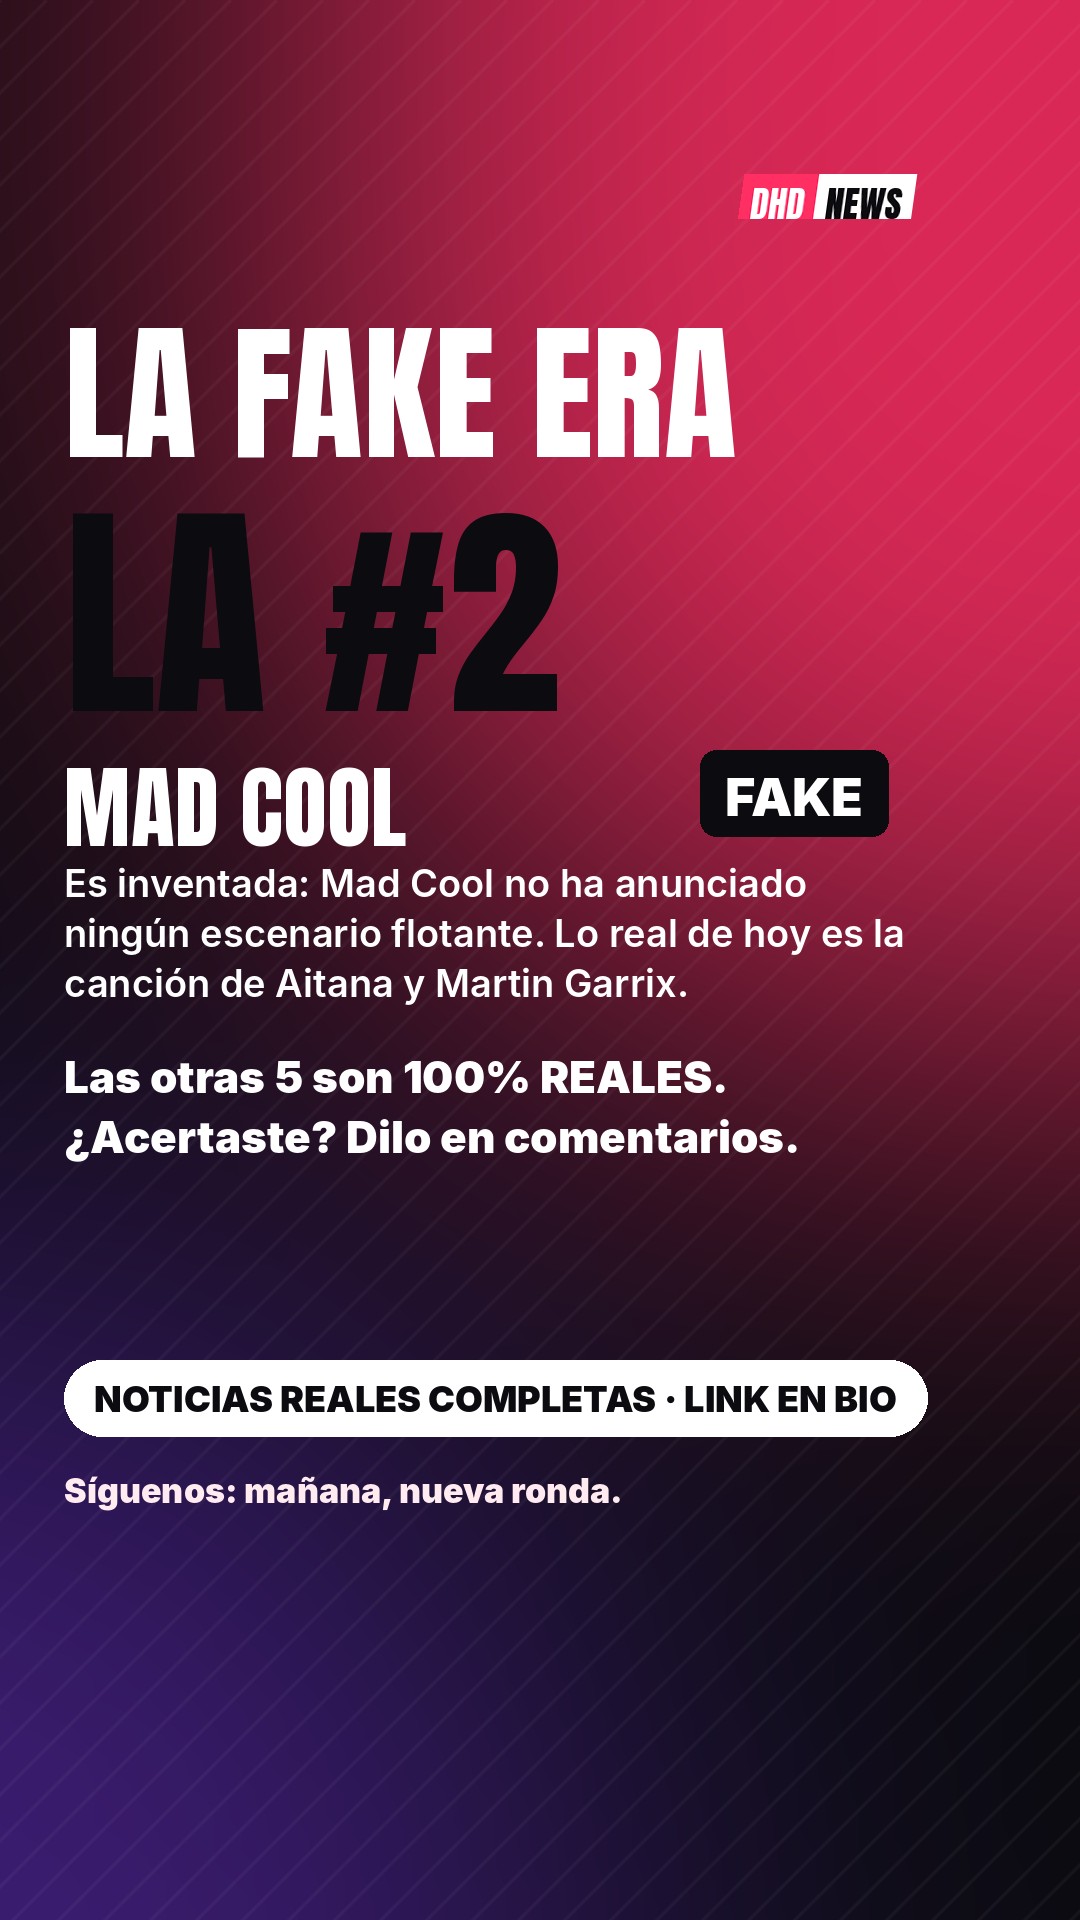 DHD NEWS
LA FAKE ERA
LA #2
MAD COOL
FAKE
Es inventada: Mad Cool no ha anunciado
ningún escenario flotante. Lo real de hoy es la
canción de Aitana y Martin Garrix.
Las otras 5 son 100% REALES.
¿Acertaste? Dilo en comentarios.
NOTICIAS REALES COMPLETAS · LINK EN BIO
Síguenos: mañana, nueva ronda.